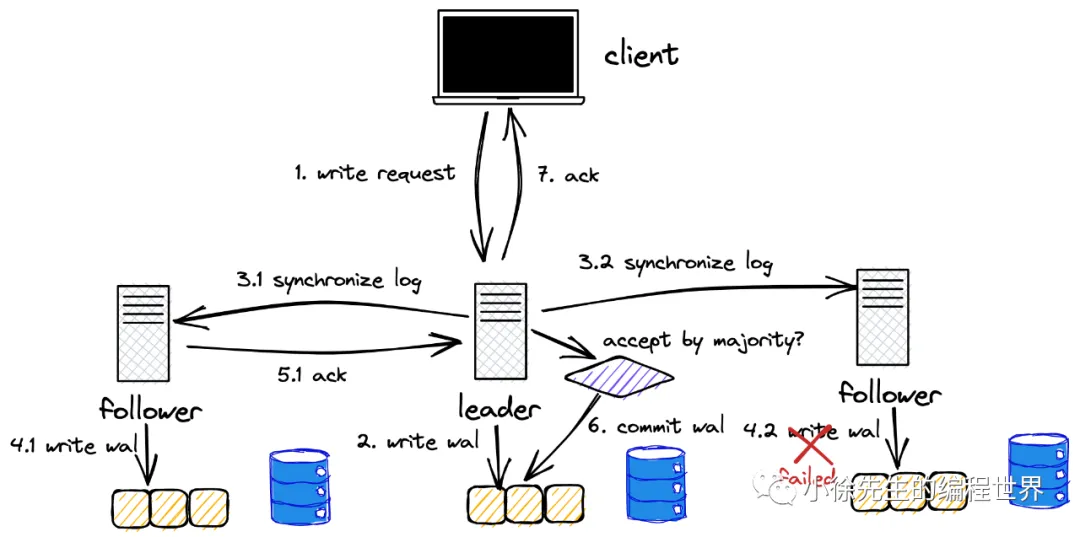 client
1. write request
7. ack
3.1 synchronize log
3.2 synchronize log
accept by majority?
5.1 ack
follower
leader
follower
4.1 write wal
2. write wal
6. commit wal
4.2 write wal
failed
小徐先生的编程世界